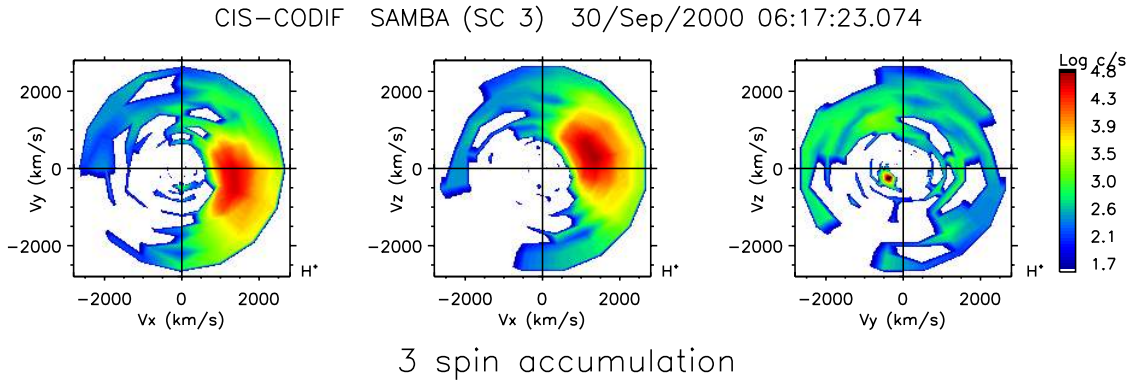 CIS-CODIF SAMBA (SC 3) 30/Sep/2000 06:17:23.074
Log c/s
4.8
4.3
3.9
3.5
3.0
2.6
2.1
1.7
Vy (km/s)
2000
0
-2000
-2000 0 2000
Vx (km/s)
H+
Vz (km/s)
2000
0
-2000
-2000 0 2000
Vx (km/s)
H+
Vz (km/s)
2000
0
-2000
-2000 0 2000
Vy (km/s)
H+
3 spin accumulation